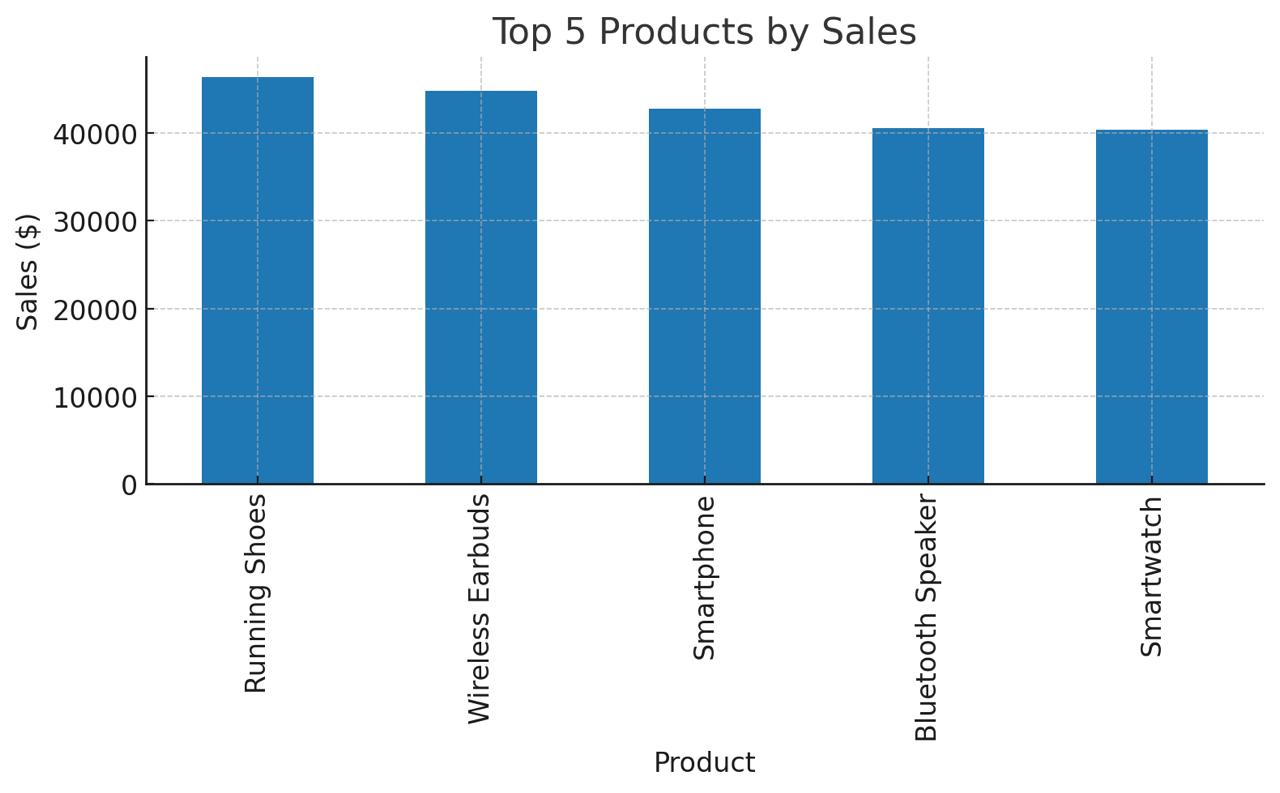 Top 5 Products by Sales
Sales ($)
40000
30000
20000
10000
0
Running Shoes
Wireless Earbuds
Smartphone
Bluetooth Speaker
Smartwatch
Product